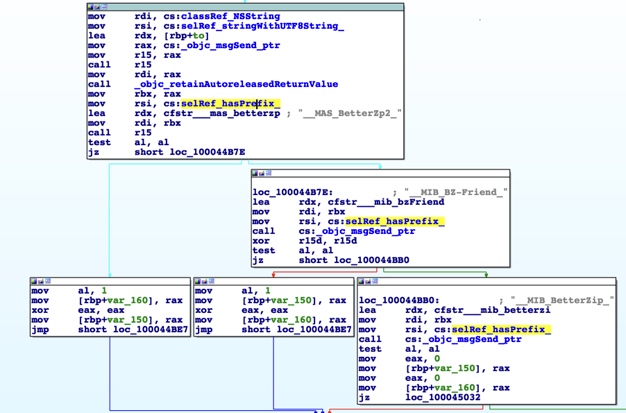 mov rdi, cs:classRef_NSString
mov rsi, cs:selRef_stringWithUTF8String_
lea rdx, [rbp+to]
mov rax, cs:_objc_msgSend_ptr
mov r15, rax
call r15
mov rdi, rax
call _objc_retainAutoreleasedReturnValue
mov rbx, rax
mov rsi, cs:selRef_hasPrefix_
lea rdx, cfstr___mas_betterzp ; "__MAS_BetterZp2_"
mov rdi, rbx
call r15
test al, al
jz short loc_100044B7E
loc_100044B7E: ; "__MIB_BZ-Friend_"
lea rdx, cfstr___mib_bzFriend
mov rdi, rbx
mov rsi, cs:selRef_hasPrefix_
call cs:_objc_msgSend_ptr
xor r15d, r15d
test al, al
jz short loc_100044BB0
mov al, 1
mov [rbp+var_160], rax
xor eax, eax
mov [rbp+var_150], rax
jmp short loc_100044BE7
mov al, 1
mov [rbp+var_150], rax
xor eax, eax
mov [rbp+var_160], rax
jmp short loc_100044BE7
loc_100044BB0: ; "__MIB_BetterZip_"
lea rdx, cfstr___mib_betterzi
mov rdi, rbx
mov rsi, cs:selRef_hasPrefix_
call cs:_objc_msgSend_ptr
test al, al
mov eax, 0
mov [rbp+var_150], rax
mov eax, 0
mov [rbp+var_160], rax
jz loc_100045032